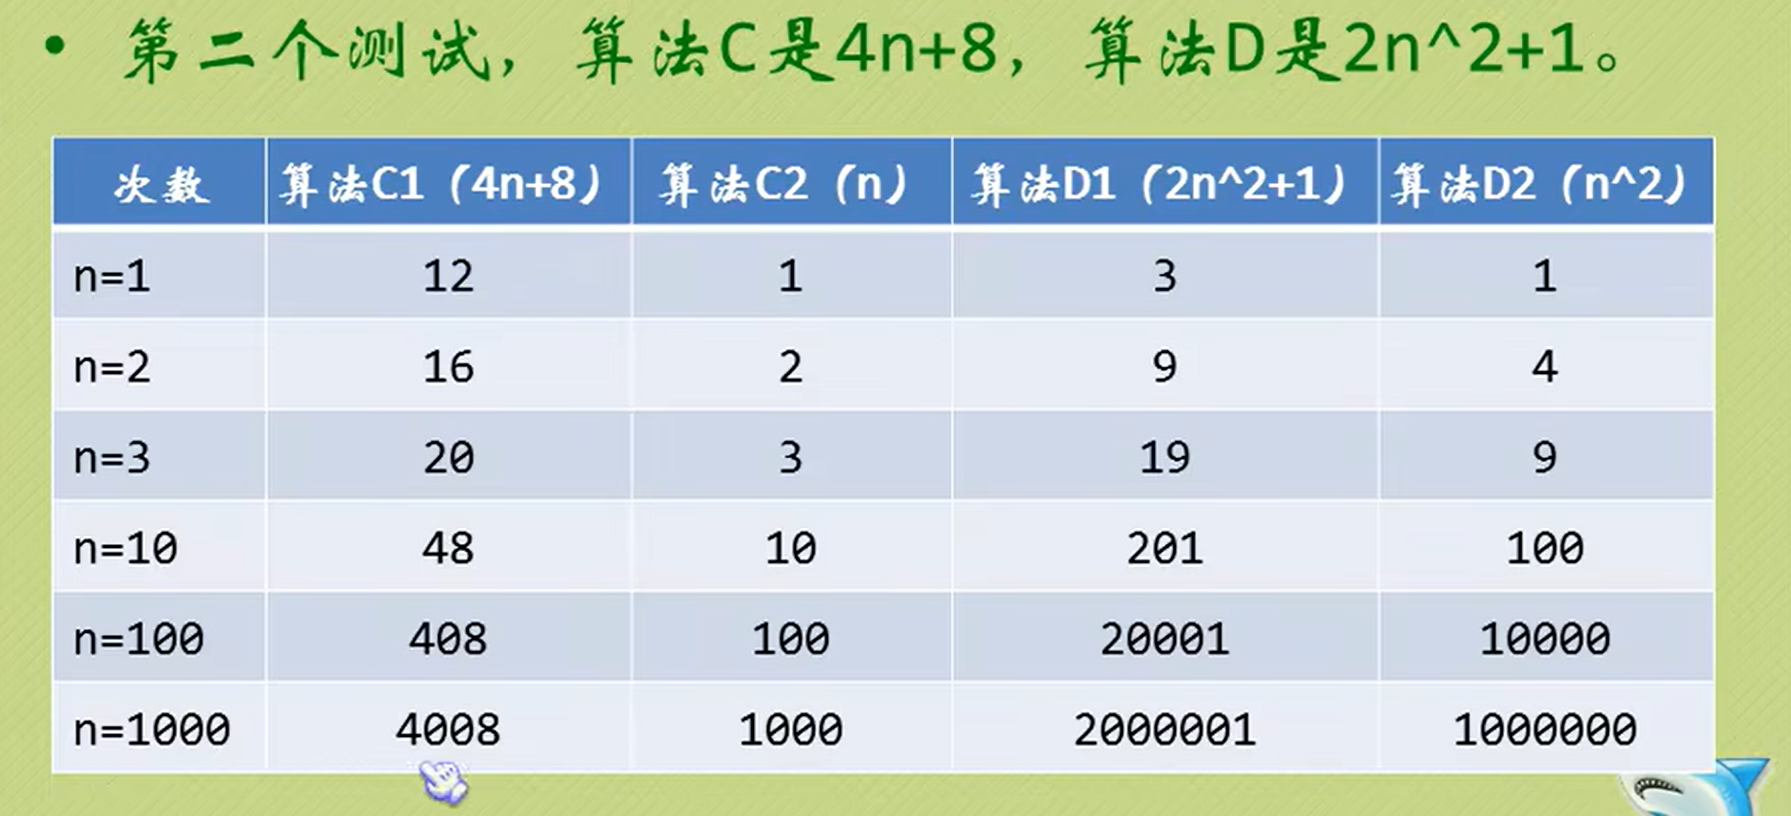 • 第二个测试，算法C是4n+8，算法D是2n^2+1。
次数 算法C1（4n+8） 算法C2（n） 算法D1（2n^2+1） 算法D2（n^2）
n=1 12 1 3 1
n=2 16 2 9 4
n=3 20 3 19 9
n=10 48 10 201 100
n=100 408 100 20001 10000
n=1000 4008 1000 2000001 1000000